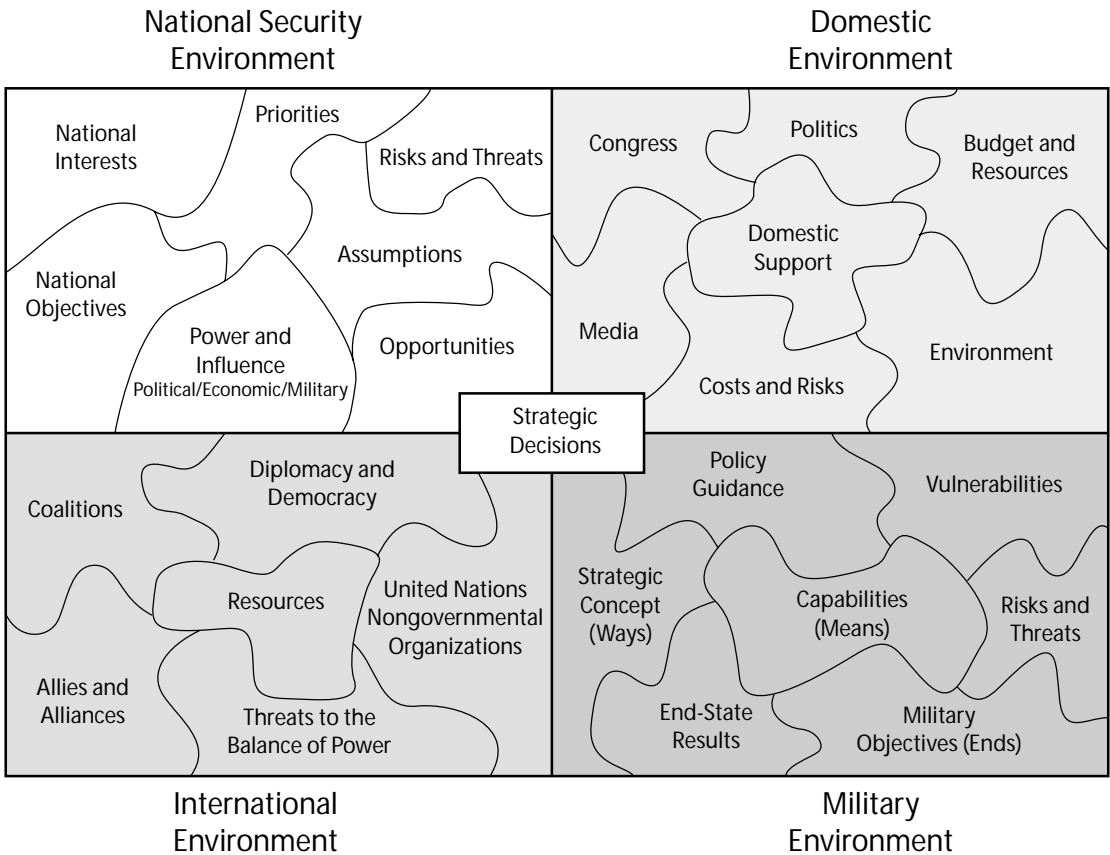 National Security
Environment
Domestic
Environment
National
Interests
Priorities
Risks and Threats
Assumptions
National
Objectives
Power and
Influence
Political/Economic/Military
Opportunities
Congress
Politics
Budget and
Resources
Domestic
Support
Media
Costs and Risks
Environment
Strategic
Decisions
Coalitions
Diplomacy and
Democracy
Resources
United Nations
Nongovernmental
Organizations
Allies and
Alliances
Threats to the
Balance of Power
Policy
Guidance
Vulnerabilities
Strategic
Concept
(Ways)
Capabilities
(Means)
Risks and
Threats
End-State
Results
Military
Objectives (Ends)
International
Environment
Military
Environment